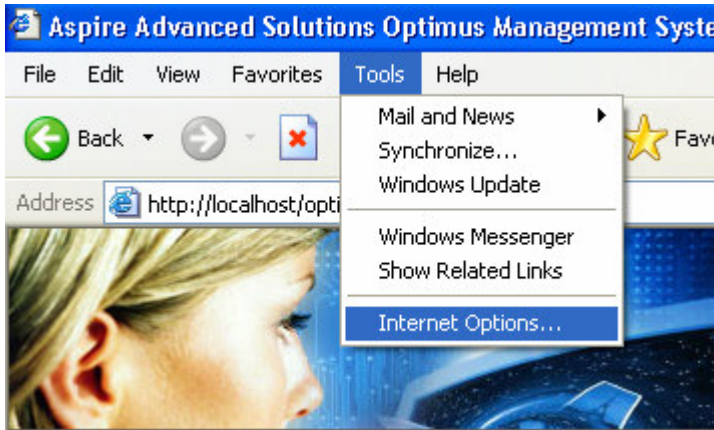 Aspire Advanced Solutions Optimus Management Syste
File Edit View Favorites Tools Help
Back
Favo
Address http://localhost/opti
Mail and News
Synchronize...
Windows Update
Windows Messenger
Show Related Links
Internet Options...